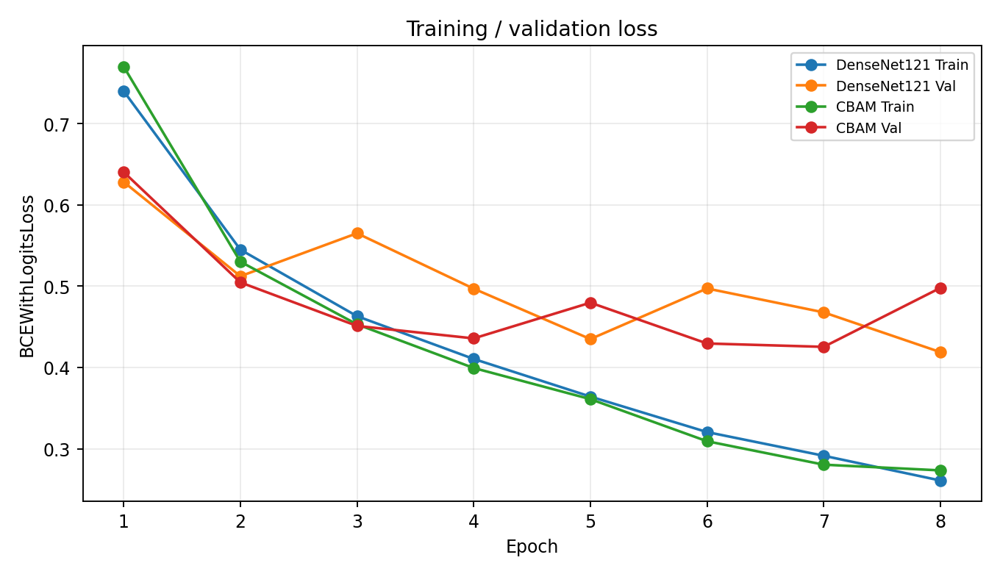 Training / validation loss
DenseNet121 Train
DenseNet121 Val
CBAM Train
CBAM Val
BCEWithLogitsLoss
0.7
0.6
0.5
0.4
0.3
1 2 3 4 5 6 7 8
Epoch